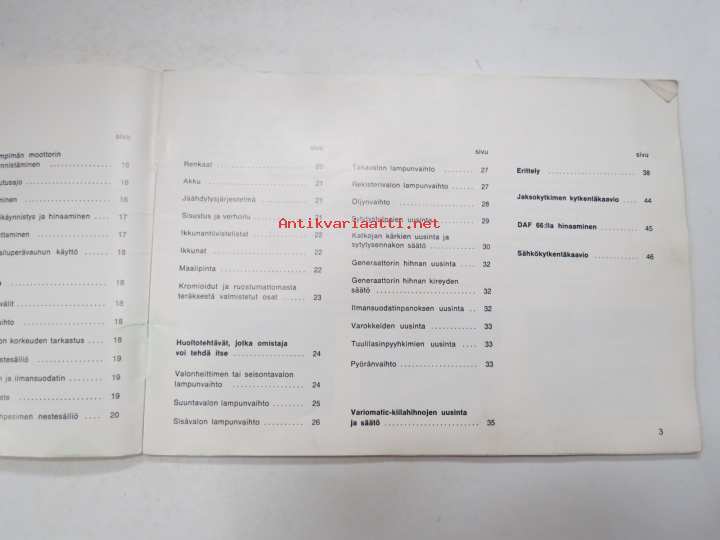 sivu
mpimän moottorin
nnistäminen 16
utusajo 16
minen 16
ikäynnistys ja hinaaminen 17
ttaminen 17
ailuperävaunun käyttö
18
välit 18
ihto 18
on korkeuden tarkastus 18
estesäiliö 19
n ja ilmansuodatin 19
19
hpesimen nestesäiliö 20
sivu
Renkaat 20
Akku 21
Jäähdytysjärjestelmä 21
Sisustus ja verhoilu 21
Ikkunantiivistelistat 22
Ikkunat 22
Maalipinta 22
Kromioidut ja ruostumattomasta
teräksestä valmistetut osat 23
Huoltotehtävät, jotka omistaja
voi tehdä itse 24
Valonheittimen tai seisontavalon
lampunvaihto 24
Suuntavalon lampunvaihto 25
Sisävalon lampunvaihto 26
sivu
Takavalon lampunvaihto 27
Rekisterivalon lampunvaihto 27
Öljynvaihto 28
Sytytystulppien uusinta 29
Katkojan kärkien uusinta ja
sytytysennakon säätö 30
Generaattorin hihnan uusinta 32
Generaattorin hihnan kireyden
säätö 32
Ilmansuodatinpanoksen uusinta 32
Varokkeiden uusinta 33
Tuulilasinpyyhkimien uusinta 33
Pyöränvaihto 33
Variomatic-kiilahihnojen uusinta
ja säätö 35
sivu
Erittely 38
Jaksokytkimen kytkentäkaavio 44
DAF 66:lla hinaaminen 45
Sähkökytkentäkaavio 46
3
Antikvariaatti.net